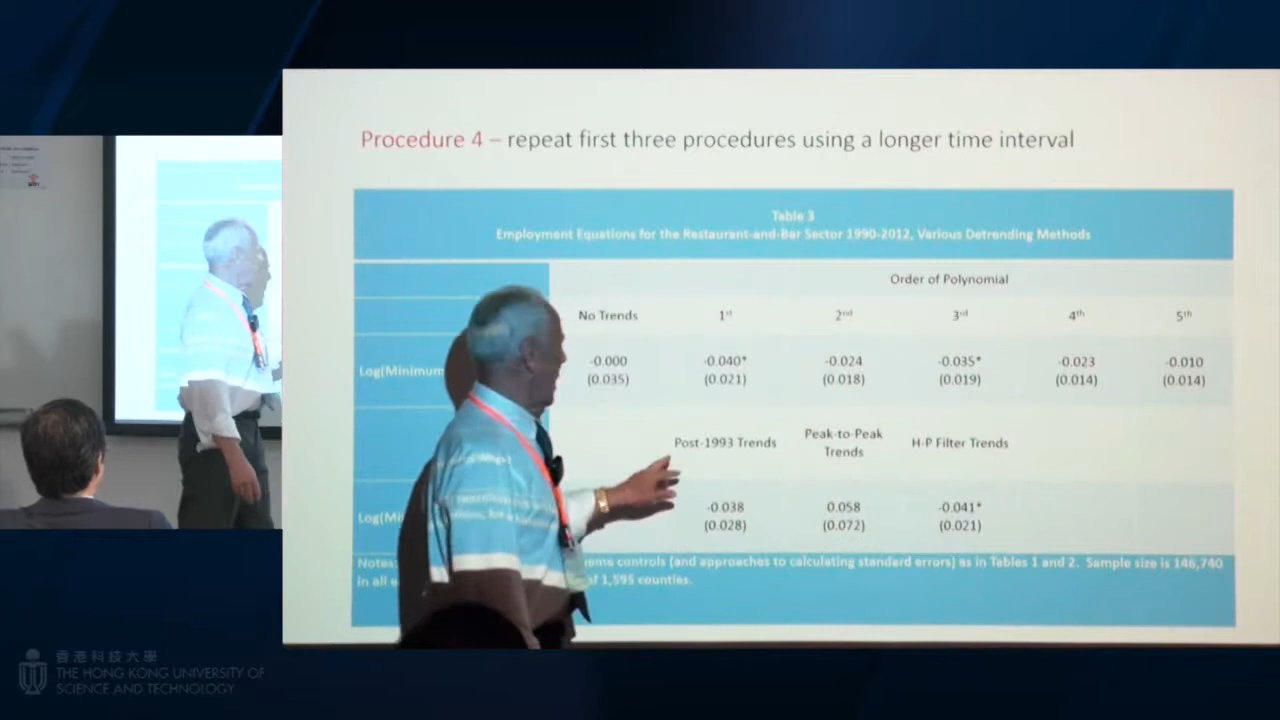 Procedure 4 – repeat first three procedures using a longer time interval
Table 3
Employment Equations for the Restaurant-and-Bar Sector 1990-2012, Various Detrending Methods
Order of Polynomial
No Trends 1st 2nd 3rd 4th 5th
Log(Minimum -0.000 -0.040* -0.024 -0.035* -0.023 -0.010
(0.035) (0.021) (0.018) (0.019) (0.014) (0.014)
Post-1993 Trends Peak-to-Peak Trends H-P Filter Trends
-0.038 0.058 -0.041*
(0.028) (0.072) (0.021)
Notes controls (and approaches to calculating standard errors) as in Tables 1 and 2. Sample size is 146,740
in all of 1,595 counties.
香港科技大學
THE HONG KONG UNIVERSITY OF
SCIENCE AND TECHNOLOGY